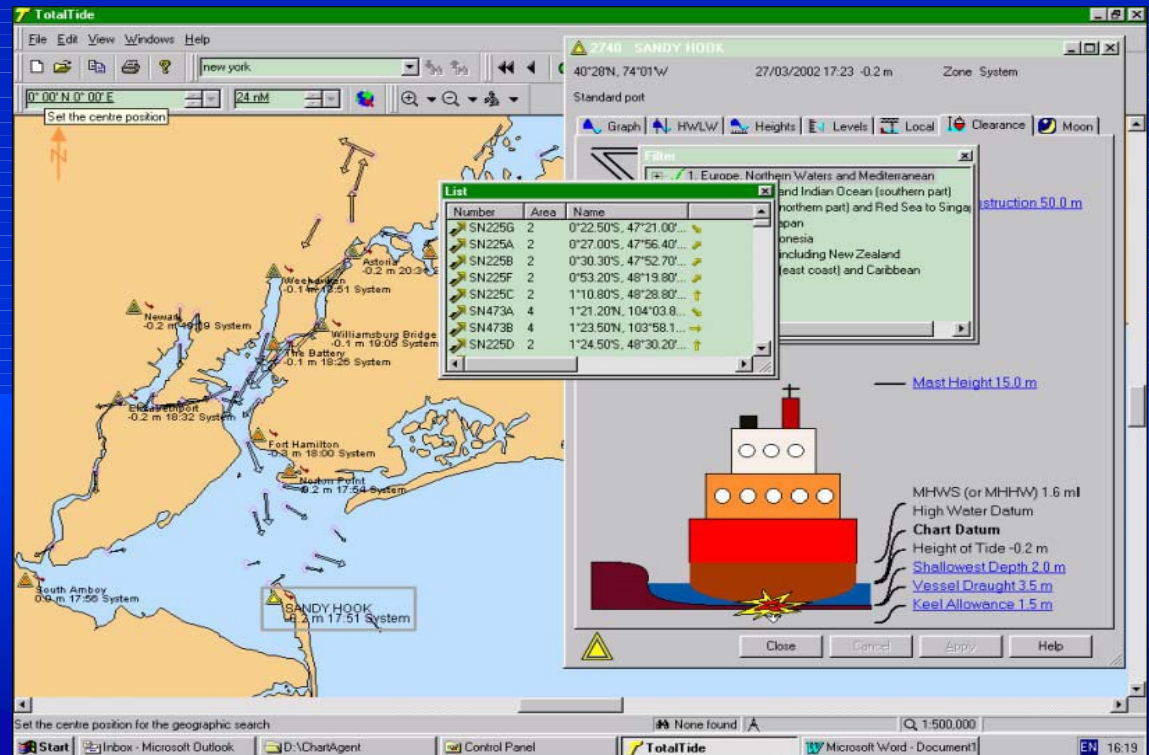 TotalTide
File Edit View Windows Help
new york
0° 00' N 0° 00' E
24 nM
Set the centre position
N
Astoria
-0.2 m 20:3
Weehawken
-0.1 m 18:51 System
Newark
-0.2 m 19:09 System
Williamsburg Bridge
-0.1 m 19:05 System
The Battery
-0.1 m 18:26 System
Elizabethport
-0.2 m 18:32 System
Fort Hamilton
-0.3 m 18:00 System
Norton Point
-0.2 m 17:54 System
South Amboy
0.0 m 17:56 System
SANDY HOOK
-0.2 m 17:51 System
2740 SANDY HOOK
40°28'N, 74°01'W 27/03/2002 17:23 -0.2 m Zone System
Standard port
Graph HWLW Heights Levels Local Clearance Moon
Filter
1. Europe, Northern Waters and Mediterranean
and Indian Ocean (southern part)
northern part) and Red Sea to Singa
apan
onesia
including New Zealand
(east coast) and Caribbean
struction 50.0 m
List
Number Area Name
SN225G 2 0°22.50'S, 47°21.00'...
SN225A 2 0°27.00'S, 47°56.40'...
SN225B 2 0°30.30'S, 47°52.70'...
SN225F 2 0°53.20'S, 48°19.80'...
SN225C 2 1°10.80'S, 48°28.80'...
SN473A 4 1°21.20'N, 104°03.8...
SN473B 4 1°23.50'N, 103°58.1...
SN225D 2 1°24.50'S, 48°30.20'...
Mast Height 15.0 m
MHWS (or MHHW) 1.6 ml
High Water Datum
Chart Datum
Height of Tide -0.2 m
Shallowest Depth 2.0 m
Vessel Draught 3.5 m
Keel Allowance 1.5 m
Close Cancel Apply Help
Set the centre position for the geographic search
None found
1:500,000
Start Inbox - Microsoft Outlook D:\ChartAgent Control Panel TotalTide Microsoft Word - Document1 EN 16:19